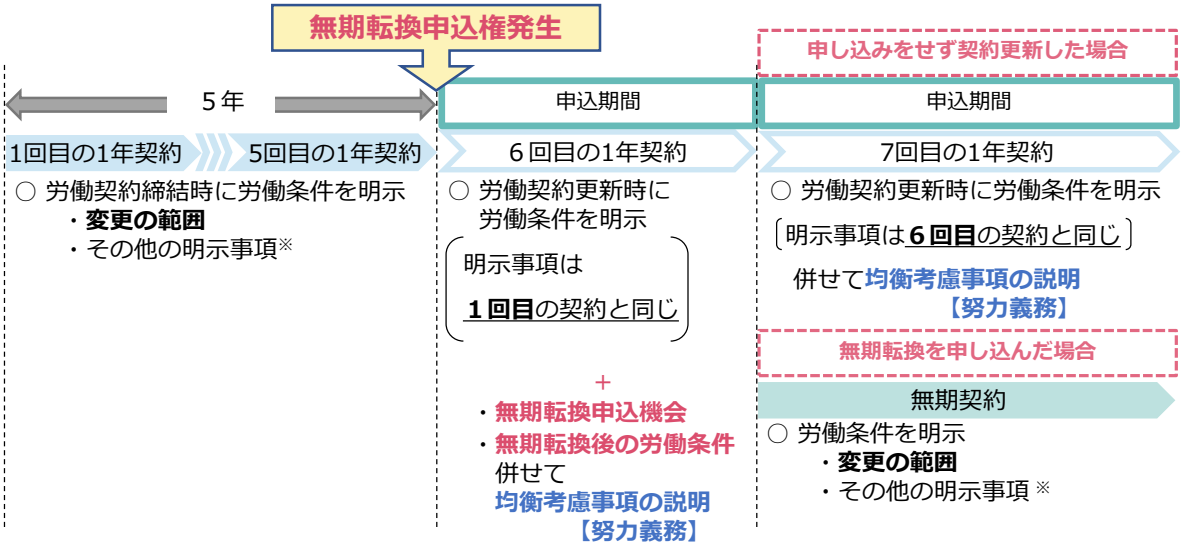 無期転換申込権発生
申し込みをせず契約更新した場合
5年
申込期間
申込期間
1回目の1年契約
5回目の1年契約
6回目の1年契約
7回目の1年契約
○ 労働契約締結時に労働条件を明示
・変更の範囲
・その他の明示事項※
○ 労働契約更新時に
労働条件を明示
明示事項は
1回目の契約と同じ
+
・無期転換申込機会
・無期転換後の労働条件
併せて
均衡考慮事項の説明
【努力義務】
○ 労働契約更新時に労働条件を明示
明示事項は6回目の契約と同じ
併せて均衡考慮事項の説明
【努力義務】
無期転換を申し込んだ場合
無期契約
○ 労働条件を明示
・変更の範囲
・その他の明示事項※